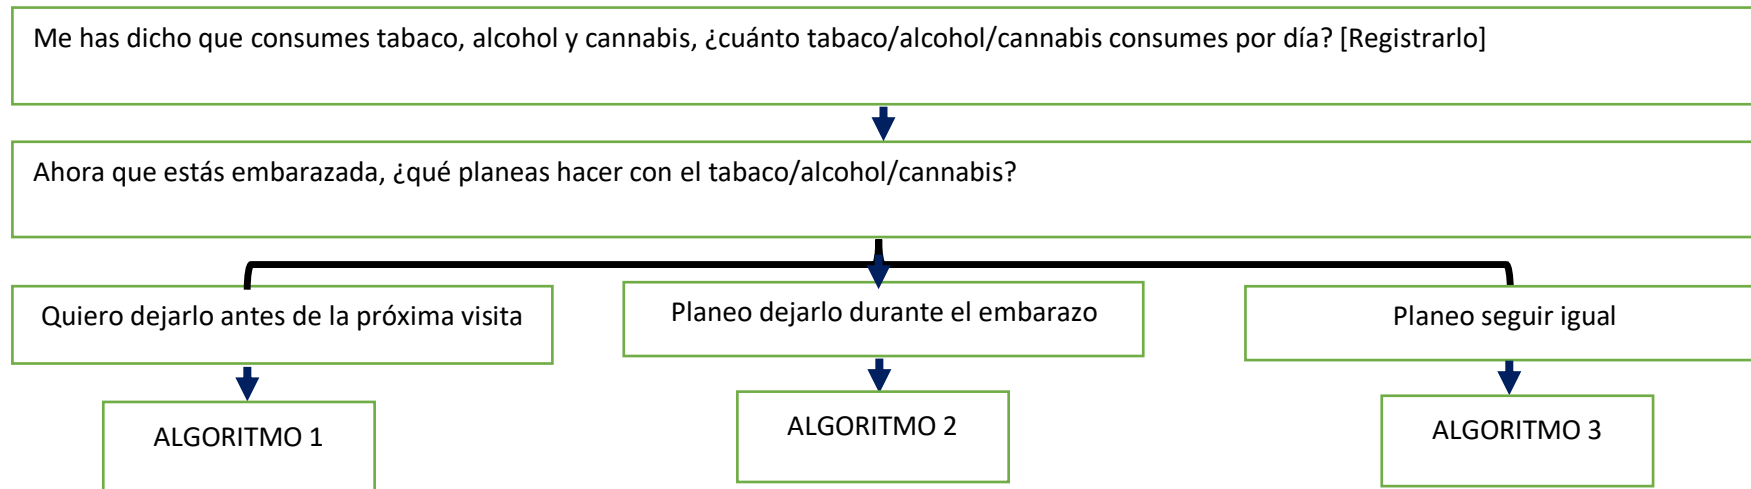 Me has dicho que consumes tabaco, alcohol y cannabis, ¿cuánto tabaco/alcohol/cannabis consumes por día? [Registrarlo]
Ahora que estás embarazada, ¿qué planeas hacer con el tabaco/alcohol/cannabis?
Quiero dejarlo antes de la próxima visita
Planeo dejarlo durante el embarazo
Planeo seguir igual
ALGORITMO 1
ALGORITMO 2
ALGORITMO 3